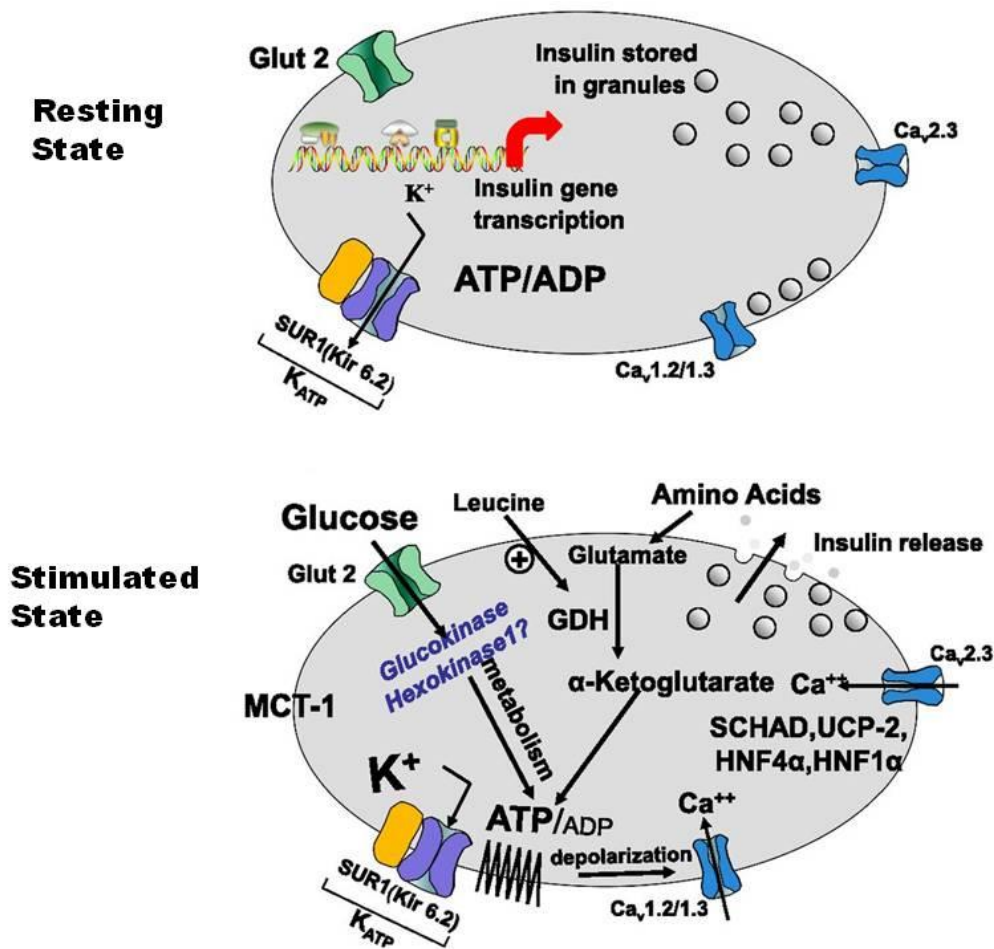 Resting
State
Glut 2
Insulin stored
in granules
Caᵥ2.3
K⁺
Insulin gene
transcription
ATP/ADP
SUR1(Kir 6.2)
K_ATP
Caᵥ1.2/1.3
Stimulated
State
Glucose
Leucine
Amino Acids
Glut 2
+
Glutamate
Insulin release
GDH
Glucokinase
Hexokinase1?
metabolism
MCT-1
α-Ketoglutarate
Ca⁺⁺
Caᵥ2.3
SCHAD,UCP-2,
HNF4α,HNF1α
K⁺
ATP/ADP
Ca⁺⁺
depolarization
SUR1(Kir 6.2)
K_ATP
Caᵥ1.2/1.3